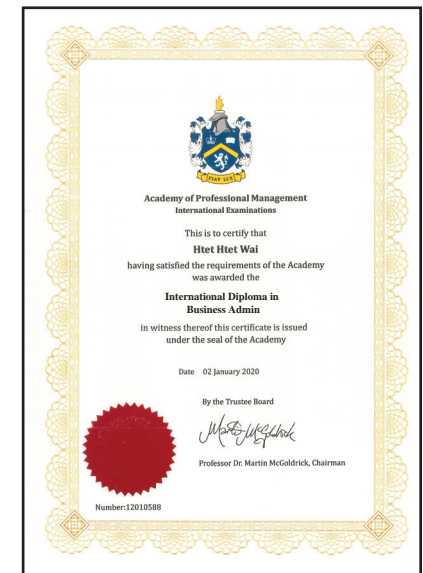 FIAT LUX
Academy of Professional Management
International Examinations
This is to certify that
Htet Htet Wai
having satisfied the requirements of the Academy
was awarded the
International Diploma in
Business Admin
in witness thereof this certificate is issued
under the seal of the Academy
Date 02 January 2020
By the Trustee Board
Martin McGoldrick
Professor Dr. Martin McGoldrick, Chairman
Number:12010588